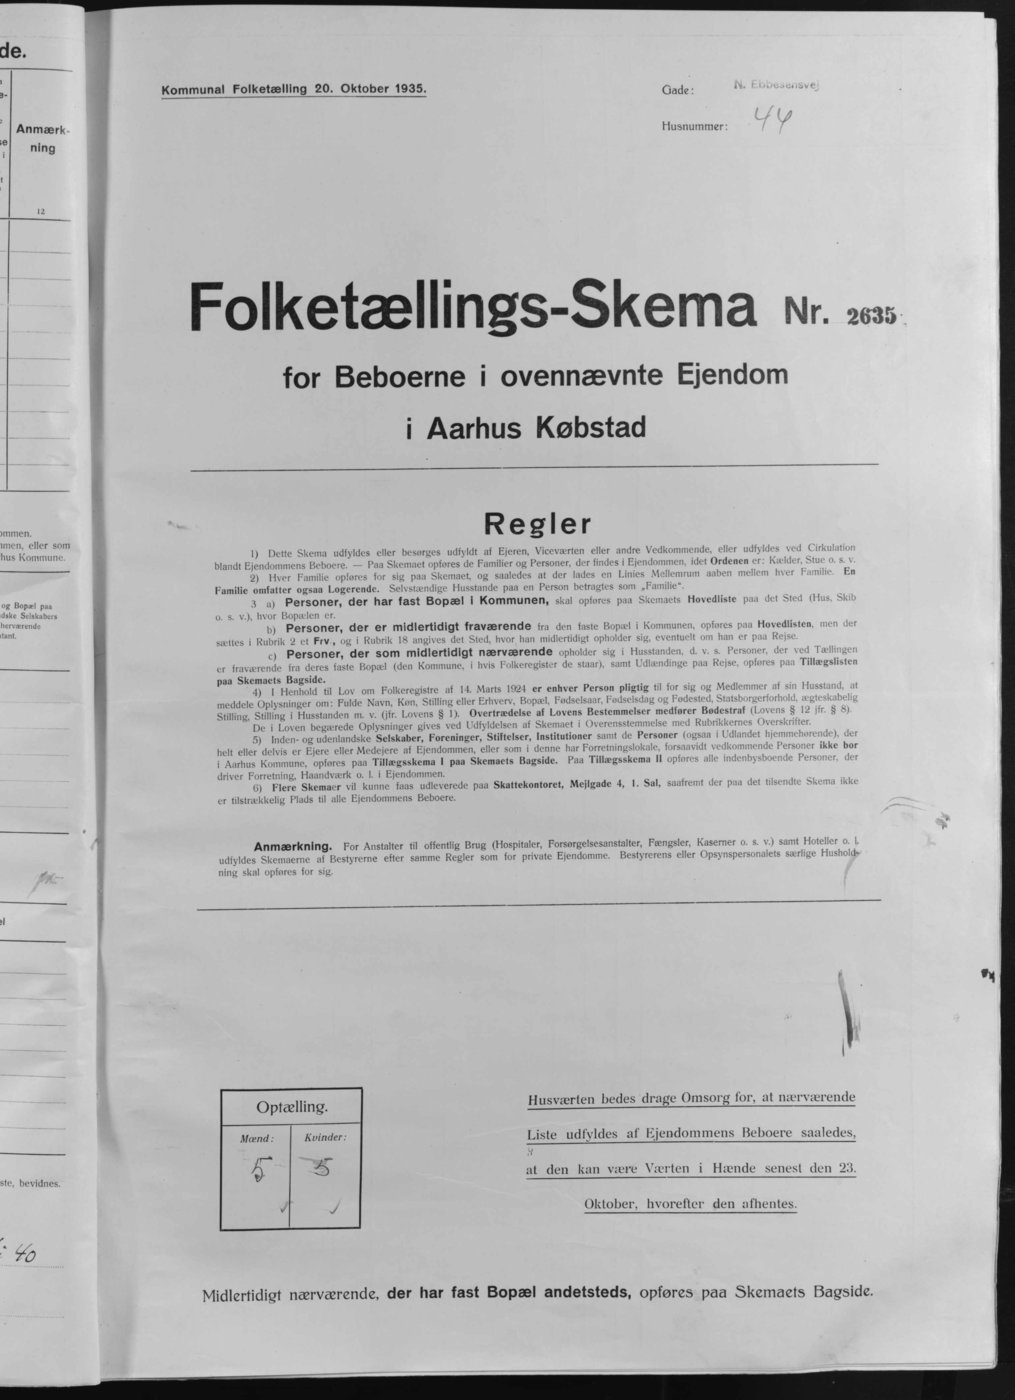 de.
Anmærk-
ning
12
ommen.
mmen, eller som
hus Kommune.
og Bopæl paa
dske Selskabers
herværende
ste, bevidnes.
40
Kommunal Folketælling 20. Oktober 1935.
Gade: N. Ebbesensvej
Husnummer: 44
Folketællings-Skema Nr. 2635
for Beboerne i ovennævnte Ejendom
i Aarhus Købstad
Regler
1) Dette Skema udfyldes eller besørges udfyldt af Ejeren, Viceværten eller andre Vedkommende, eller udfyldes ved Cirkulation
blandt Ejendommens Beboere. — Paa Skemaet opføres de Familier og Personer, der findes i Ejendommen, idet Ordenen er: Kælder, Stue o. s. v.
2) Hver Familie opføres for sig paa Skemaet, og saaledes at der lades en Linies Mellemrum aaben mellem hver Familie. En
Familie omfatter ogsaa Logerende. Selvstændige Husstande paa en Person betragtes som „Familie“.
3 a) Personer, der har fast Bopæl i Kommunen, skal opføres paa Skemaets Hovedliste paa det Sted (Hus, Skib
o. s. v.), hvor Bopælen er.
b) Personer, der er midlertidigt fraværende fra den faste Bopæl i Kommunen, opføres paa Hovedlisten, men der
sættes i Rubrik 2 et Frv., og i Rubrik 18 angives det Sted, hvor han midlertidigt opholder sig, eventuelt om han er paa Rejse.
c) Personer, der som midlertidigt nærværende opholder sig i Husstanden, d. v. s. Personer, der ved Tællingen
er fraværende fra deres faste Bopæl (den Kommune, i hvis Folkeregister de staar), samt Udlændinge paa Rejse, opføres paa Tillægslisten
paa Skemaets Bagside.
4) I Henhold til Lov om Folkeregistre af 14. Marts 1924 er enhver Person pligtig til for sig og Medlemmer af sin Husstand, at
meddele Oplysninger om: Fulde Navn, Køn, Stilling eller Erhverv, Bopæl, Fødselsaar, Fødselsdag og Fødested, Statsborgerforhold, ægteskabelig
Stilling, Stilling i Husstanden m. v. (jfr. Lovens § 1). Overtrædelse af Lovens Bestemmelser medfører Bødestraf (Lovens § 12 jfr. § 8).
De i Loven begærede Oplysninger gives ved Udfyldelsen af Skemaet i Overensstemmelse med Rubrikkernes Overskrifter.
5) Inden- og udenlandske Selskaber, Foreninger, Stiftelser, Institutioner samt de Personer (ogsaa i Udlandet hjemmehørende), der
helt eller delvis er Ejere eller Medejere af Ejendommen, eller som i denne har Forretningslokale, forsaavidt vedkommende Personer ikke bor
i Aarhus Kommune, opføres paa Tillægsskema I paa Skemaets Bagside. Paa Tillægsskema II opføres alle indenbysboende Personer, der
driver Forretning, Haandværk o. l. i Ejendommen.
6) Flere Skemaer vil kunne faas udleverede paa Skattekontoret, Mejlgade 4, 1. Sal, saafremt der paa det tilsendte Skema ikke
er tilstrækkelig Plads til alle Ejendommens Beboere.
Anmærkning. For Anstalter til offentlig Brug (Hospitaler, Forsørgelsesanstalter, Fængsler, Kaserner o. s. v.) samt Hoteller o. l.
udfyldes Skemaerne af Bestyrerne efter samme Regler som for private Ejendomme. Bestyrerens eller Opsynspersonalets særlige Hushold-
ning skal opføres for sig.
Optælling.
Mænd: Kvinder:
5 5
Husværten bedes drage Omsorg for, at nærværende
Liste udfyldes af Ejendommens Beboere saaledes,
at den kan være Værten i Hænde senest den 23.
Oktober, hvorefter den afhentes.
Midlertidigt nærværende, der har fast Bopæl andetsteds, opføres paa Skemaets Bagside.